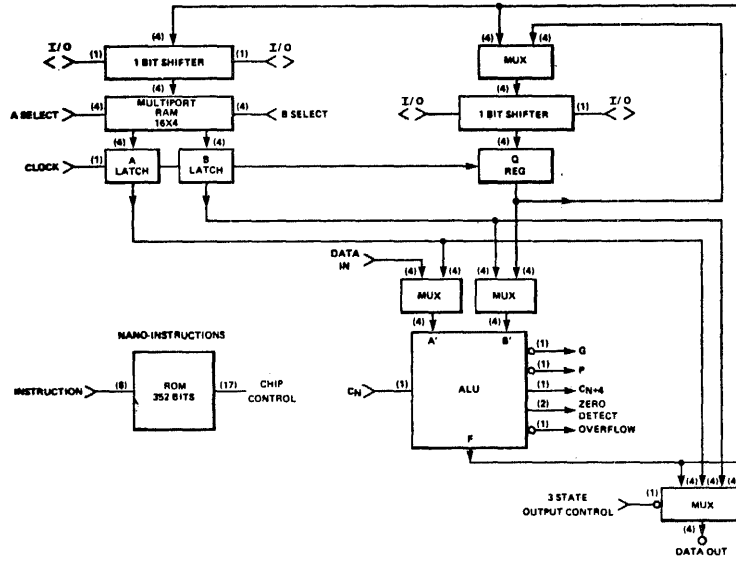 (4) (4) (4)
I/O I/O
(1) 1 BIT SHIFTER (1) MUX
(4) (4)
I/O I/O
A SELECT (4) MULTIPORT RAM 16X4 (4) B SELECT 1 BIT SHIFTER (1)
(4) (4) (4)
CLOCK (1) A LATCH B LATCH Q REG
DATA IN (4) (4) (4) (4)
MUX MUX
(4) (4)
NANO-INSTRUCTIONS
A' B'
(1) G
(1) P
INSTRUCTION (8) ROM 352 BITS (17) CHIP CONTROL
CN (1) ALU (1) CN+4
(2) ZERO DETECT
(1) OVERFLOW
F
(4) (4) (4)
3 STATE OUTPUT CONTROL (1) MUX
(4)
DATA OUT